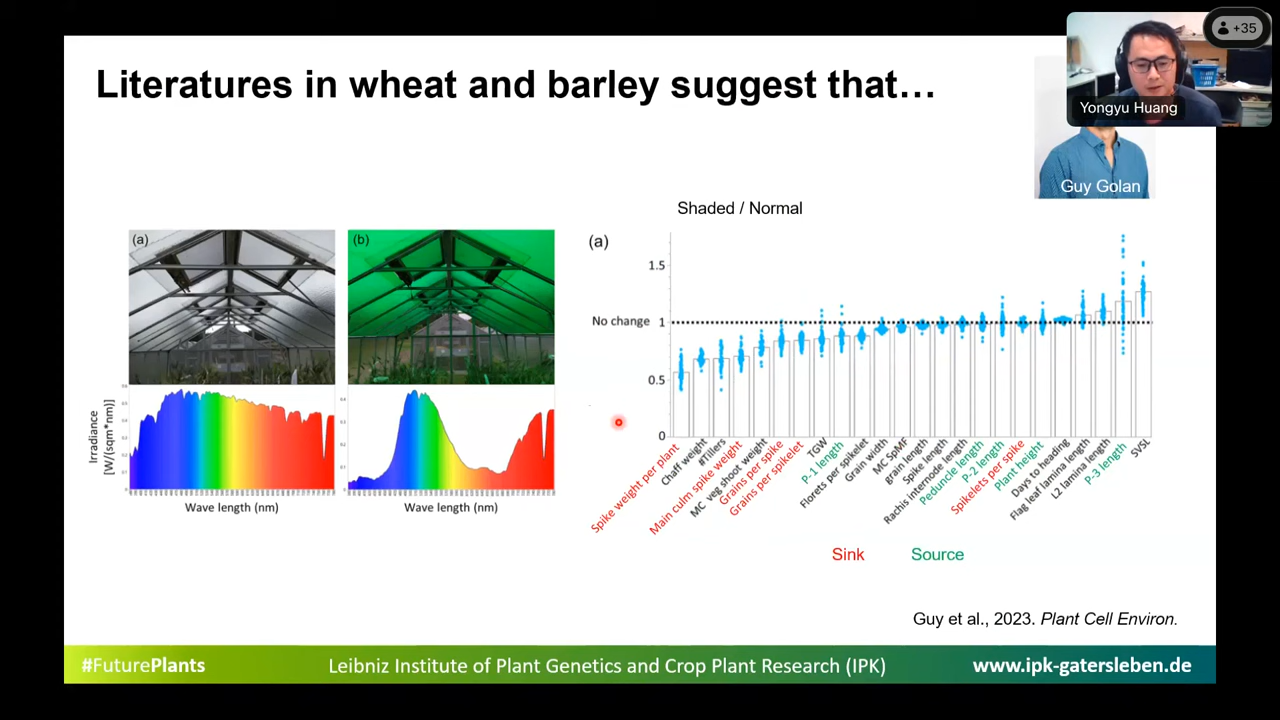 Literatures in wheat and barley suggest that…
+35
Yongyu Huang
Guy Golan
(a)
(b)
Irradiance
[W/(sqm*nm)]
Wave length (nm)
Wave length (nm)
Shaded / Normal
(a)
1.5
No change 1
0.5
0
Spike weight per plant
Chaff weight
#Tillers
Main culm spike weight
MC veg shoot weight
Grains per spike
Grains per spikelet
TGW
P-1 length
Florets per spikelet
Grain width
MC SpMF
grain length
Spike length
Rachis internode length
Peduncle length
P-2 length
Spikelets per spike
Plant height
Days to heading
Flag leaf lamina length
L2 lamina length
P-3 length
SVSL
Sink
Source
Guy et al., 2023. Plant Cell Environ.
#FuturePlants
Leibniz Institute of Plant Genetics and Crop Plant Research (IPK)
www.ipk-gatersleben.de